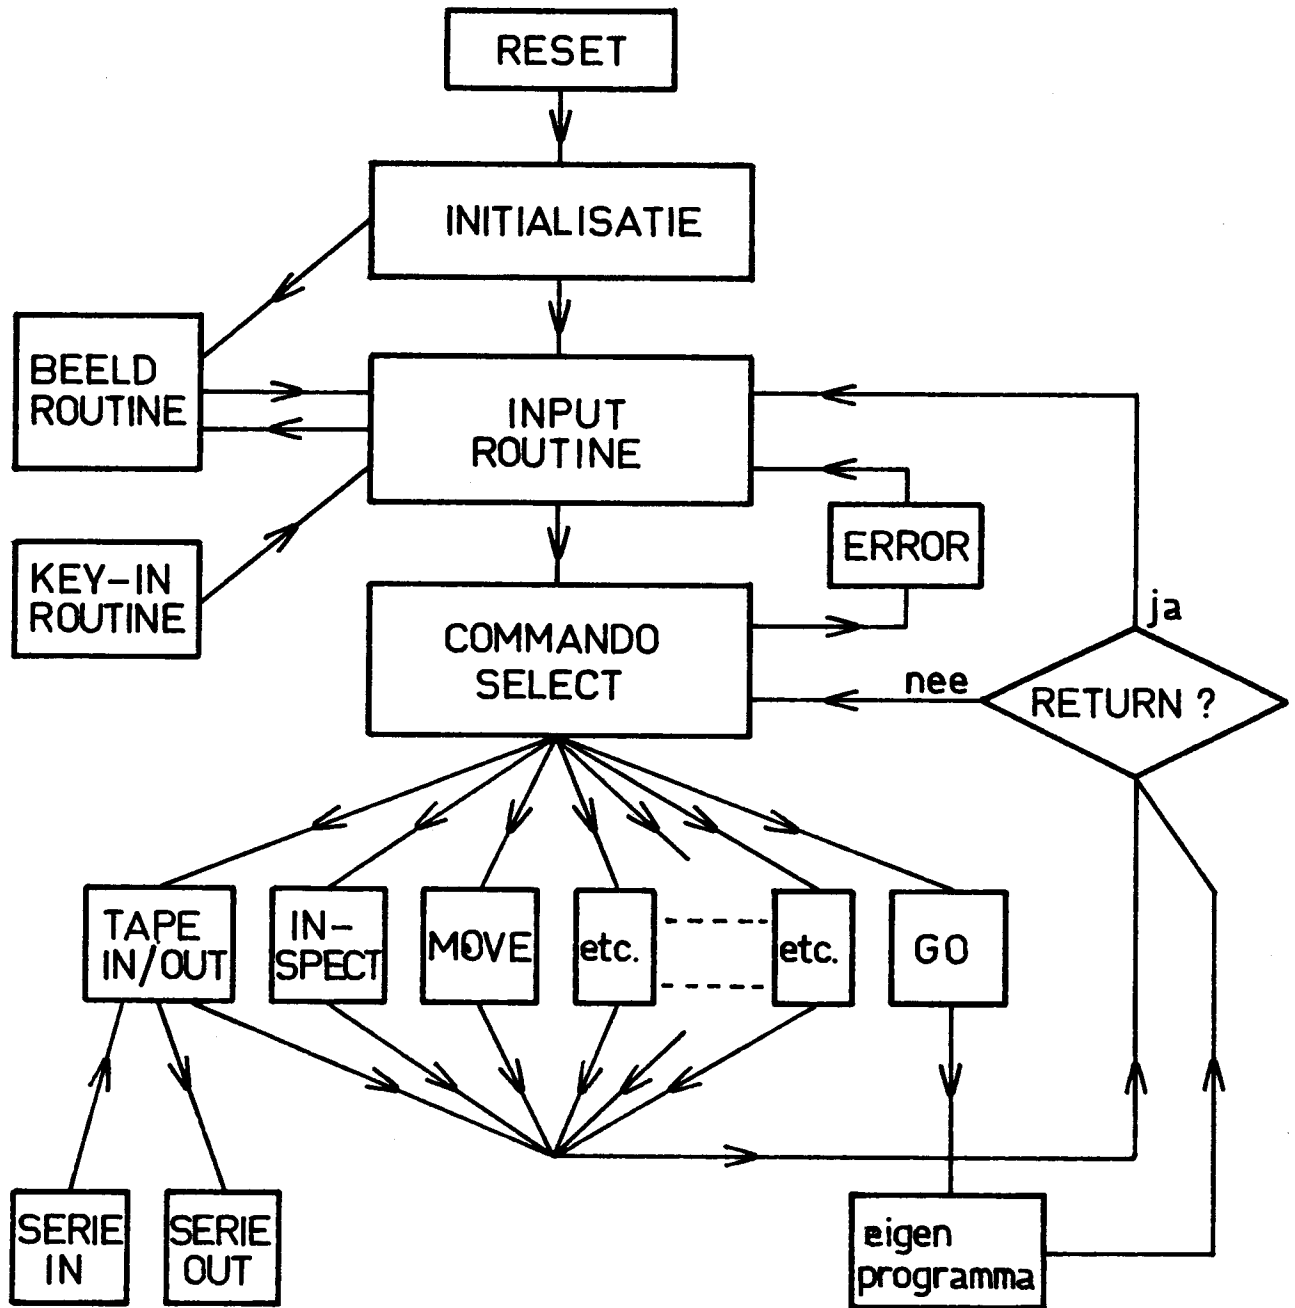 RESET
INITIALISATIE
BEELD
ROUTINE
INPUT
ROUTINE
ERROR
KEY-IN
ROUTINE
ja
COMMANDO
SELECT
nee
RETURN ?
TAPE
IN/OUT
IN-
SPECT
MOVE
etc.
etc.
GO
SERIE
IN
SERIE
OUT
eigen
programma